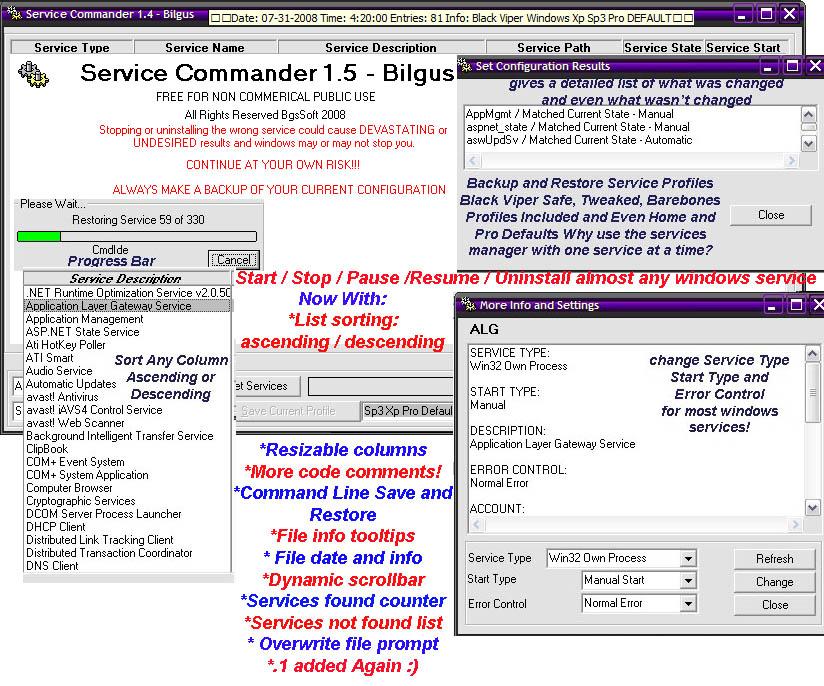 Service Commander 1.4 - Bilgus
Date: 07-31-2008 Time: 4:20:00 Entries: 81 Info: Black Viper Windows Xp Sp3 Pro DEFAULT
Service Type Service Name Service Description Service Path Service State Service Start
Service Commander 1.5 - Bilgus
FREE FOR NON COMMERICAL PUBLIC USE
All Rights Reserved BgsSoft 2008
Stopping or uninstalling the wrong service could cause DEVASTATING or
UNDESIRED results and windows may or may not stop you.
CONTINUE AT YOUR OWN RISK!!!
ALWAYS MAKE A BACKUP OF YOUR CURRENT CONFIGURATION
Please Wait...
Restoring Service 59 of 330
CmdIde
Progress Bar
Cancel
Set Configuration Results
gives a detailed list of what was changed
and even what wasn't changed
AppMgmt / Matched Current State - Manual
aspnet_state / Matched Current State - Manual
aswUpdSv / Matched Current State - Automatic
Backup and Restore Service Profiles
Black Viper Safe, Tweaked, Barebones
Profiles Included and Even Home and
Pro Defaults Why use the services
manager with one service at a time?
Close
Start / Stop / Pause /Resume / Uninstall almost any windows service
Now With:
*List sorting:
ascending / descending
Service Description
.NET Runtime Optimization Service v2.0.50
Application Layer Gateway Service
Application Management
ASP.NET State Service
Ati HotKey Poller
ATI Smart
Audio Service
Automatic Updates
avast! Antivirus
avast! iAVS4 Control Service
avast! Web Scanner
Background Intelligent Transfer Service
ClipBook
COM+ Event System
COM+ System Application
Computer Browser
Cryptographic Services
DCOM Server Process Launcher
DHCP Client
Distributed Link Tracking Client
Distributed Transaction Coordinator
DNS Client
Sort Any Column
Ascending or
Descending
A
S
et Services
Save Current Profile
Sp3 Xp Pro Defaul
*Resizable columns
*More code comments!
*Command Line Save and
Restore
*File info tooltips
* File date and info
*Dynamic scrollbar
*Services found counter
*Services not found list
* Overwrite file prompt
*.1 added Again :)
More Info and Settings
ALG
SERVICE TYPE:
Win32 Own Process
START TYPE:
Manual
DESCRIPTION:
Application Layer Gateway Service
ERROR CONTROL:
Normal Error
ACCOUNT:
change Service Type
Start Type and
Error Control
for most windows
services!
Service Type Win32 Own Process Refresh
Start Type Manual Start Change
Error Control Normal Error Close